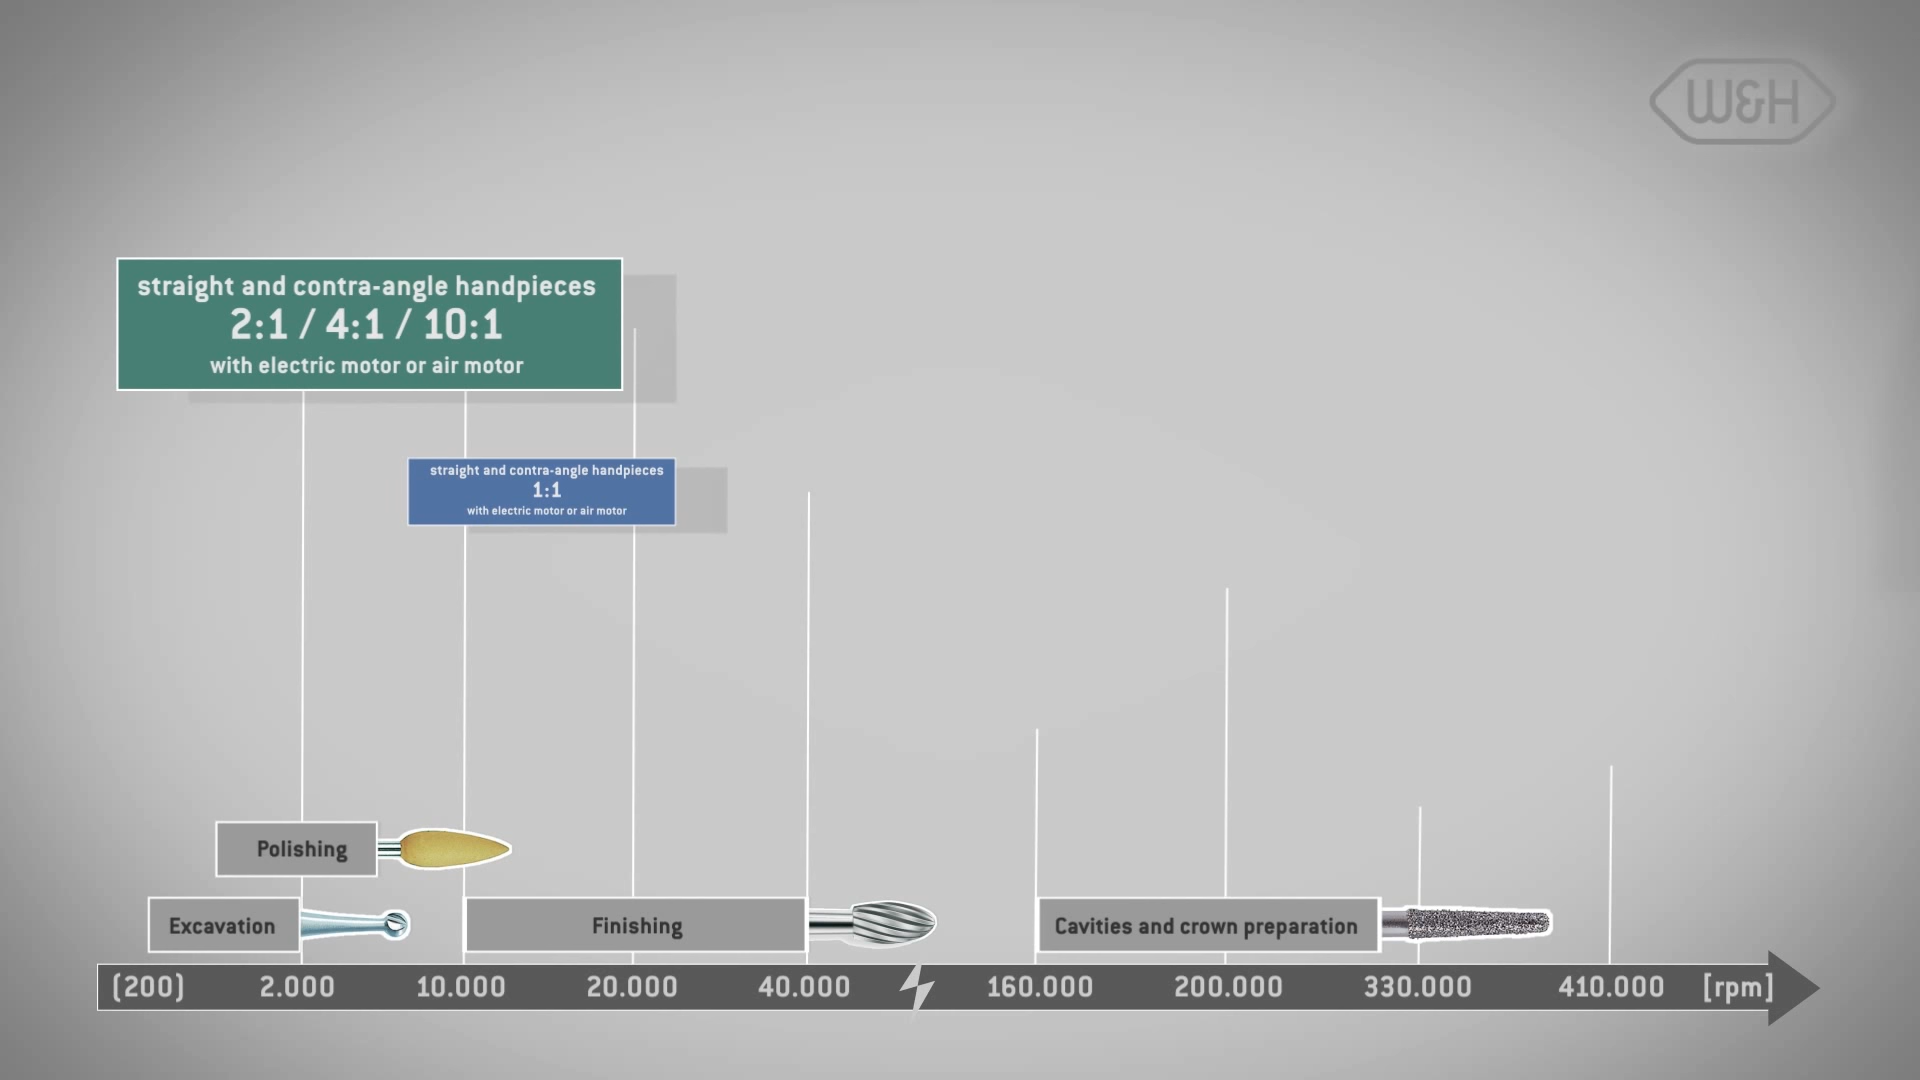 W&H
straight and contra-angle handpieces
2:1 / 4:1 / 10:1
with electric motor or air motor
straight and contra-angle handpieces
1:1
with electric motor or air motor
Polishing
Excavation
Finishing
Cavities and crown preparation
(200) 2.000 10.000 20.000 40.000 160.000 200.000 330.000 410.000 [rpm]